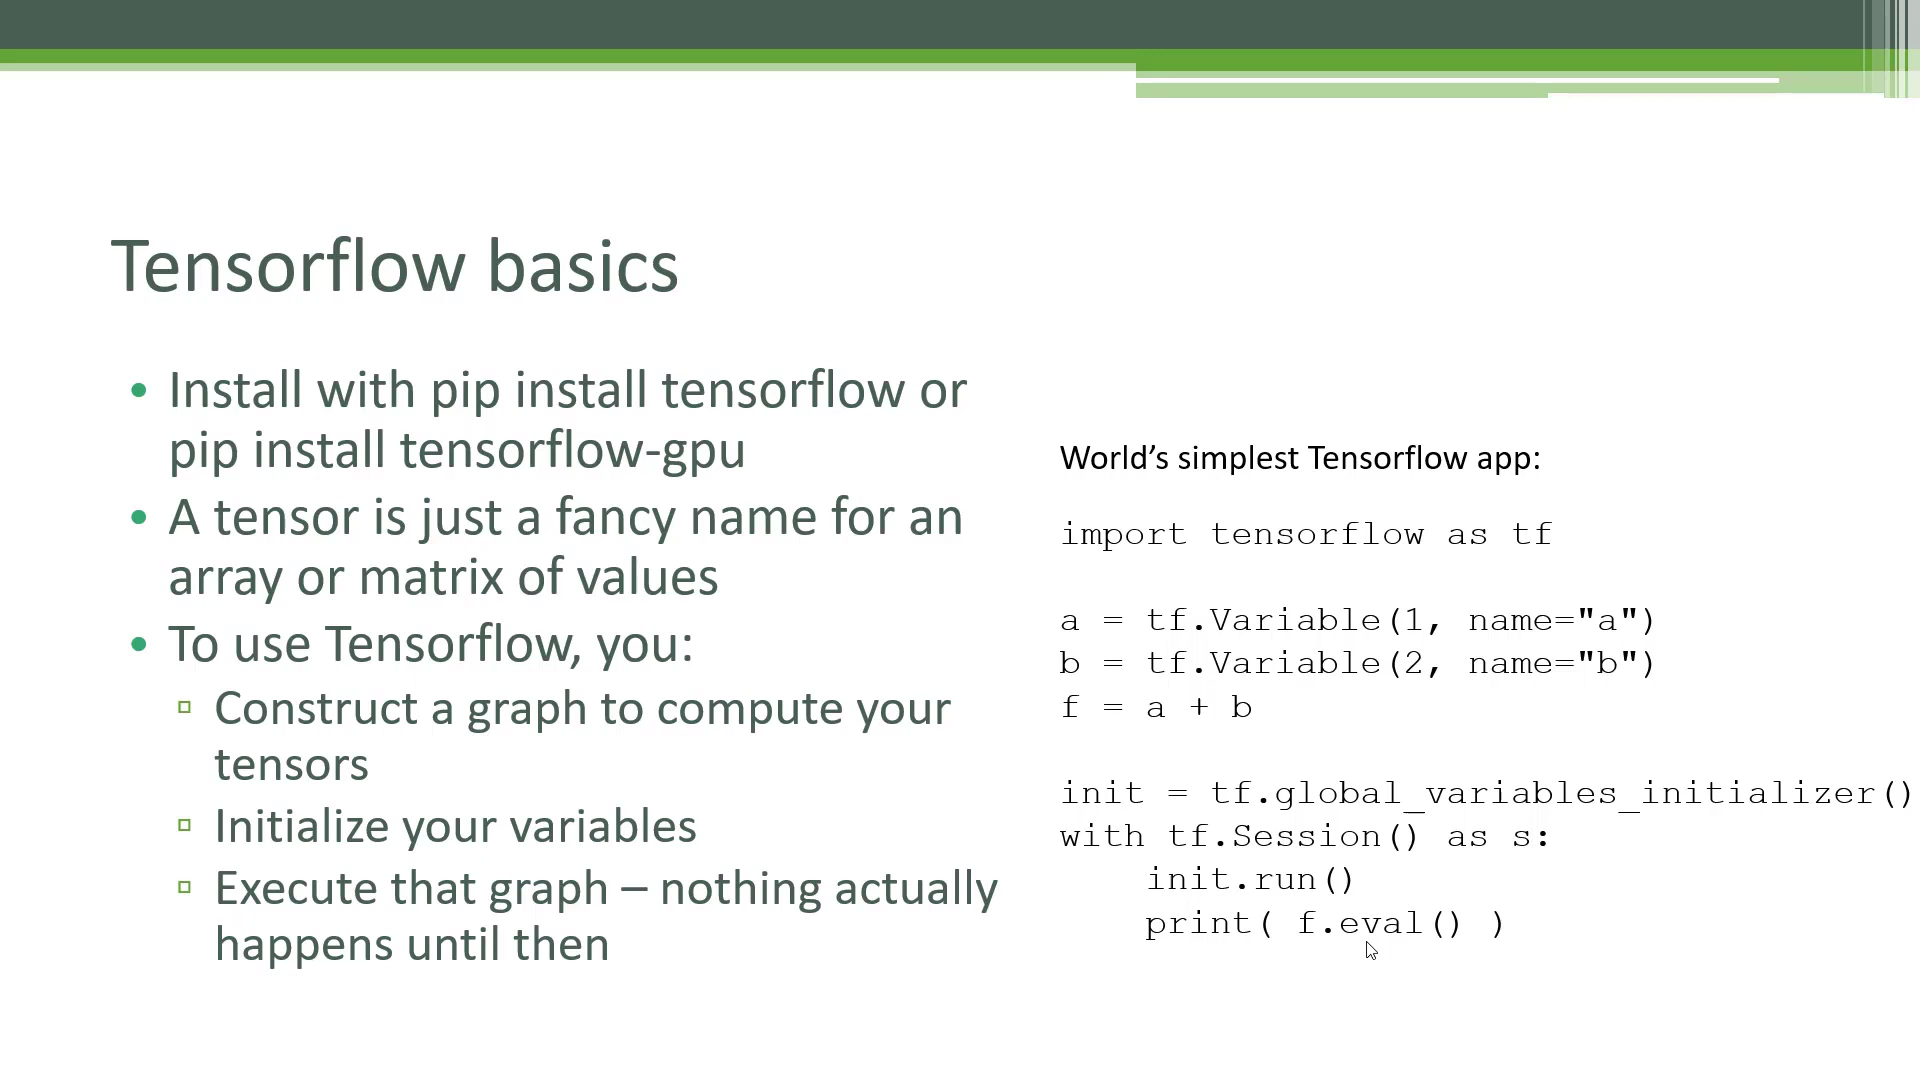 Tensorflow basics
• Install with pip install tensorflow or
pip install tensorflow-gpu
• A tensor is just a fancy name for an
array or matrix of values
• To use Tensorflow, you:
▫ Construct a graph to compute your
tensors
▫ Initialize your variables
▫ Execute that graph – nothing actually
happens until then
World’s simplest Tensorflow app:
import tensorflow as tf
a = tf.Variable(1, name="a")
b = tf.Variable(2, name="b")
f = a + b
init = tf.global_variables_initializer()
with tf.Session() as s:
    init.run()
    print( f.eval() )